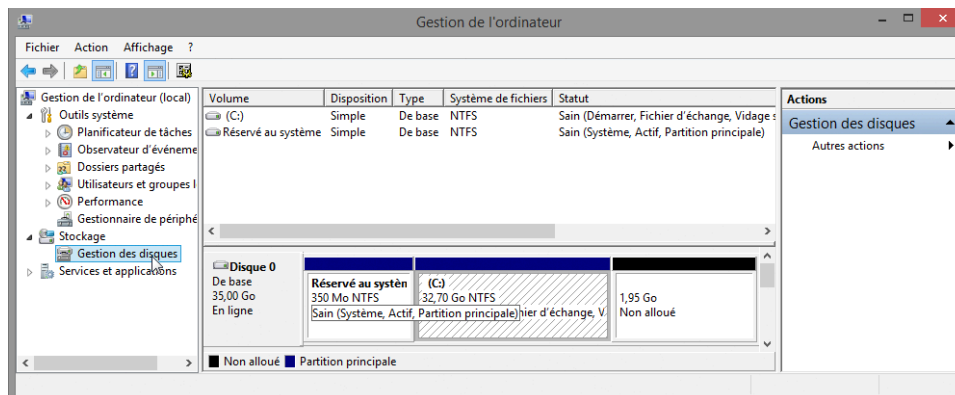 Gestion de l'ordinateur
Fichier Action Affichage ?
Gestion de l'ordinateur (local)
Outils système
Planificateur de tâches
Observateur d'événeme
Dossiers partagés
Utilisateurs et groupes l
Performance
Gestionnaire de périphé
Stockage
Gestion des disques
Services et applications
Volume Disposition Type Système de fichiers Statut
(C:) Simple De base NTFS Sain (Démarrer, Fichier d'échange, Vidage s
Réservé au système Simple De base NTFS Sain (Système, Actif, Partition principale)
Disque 0
De base
35,00 Go
En ligne
Réservé au systèn
350 Mo NTFS
Sain (Système, Actif, Partition principale)
(C:)
32,70 Go NTFS
hier d'échange, V
1,95 Go
Non alloué
Non alloué Partition principale
Actions
Gestion des disques
Autres actions